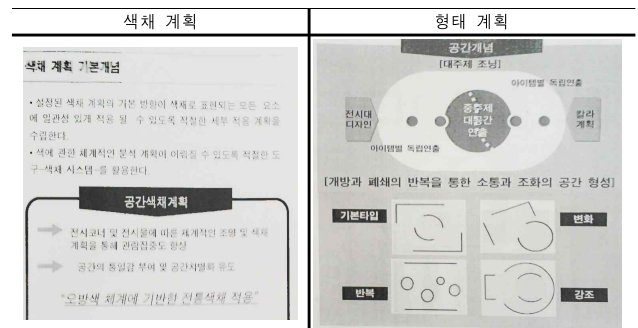 색채 계획
형태 계획
색채 계획 기본개념
• 설정된 색채 계획의 기본 방향이 색채로 표현되는 모든 요소
에 일관성 있게 적용 될 수 있도록 적절한 세부 적용 계획을
수립한다.
• 색에 관한 체계적인 분석 계획이 이뤄질 수 있도록 적절한 도
구-색채 시스템-를 활용한다.
공간색채계획
전시코너 및 전시물에 따른 체계적인 조명 및 색채
계획을 통해 관람집중도 향상
공간의 통일감 부여 및 공간차별화 유도
"오방색 체계에 기반한 전통색채 적용"
공간개념
[대주제 조닝]
아이템별 독립연출
전시대
디자인
중주제
대공간
연출
칼라
계획
아이템별 독립연출
[개방과 폐쇄의 반복을 통한 소통과 조화의 공간 형성]
기본타입
변화
반복
강조